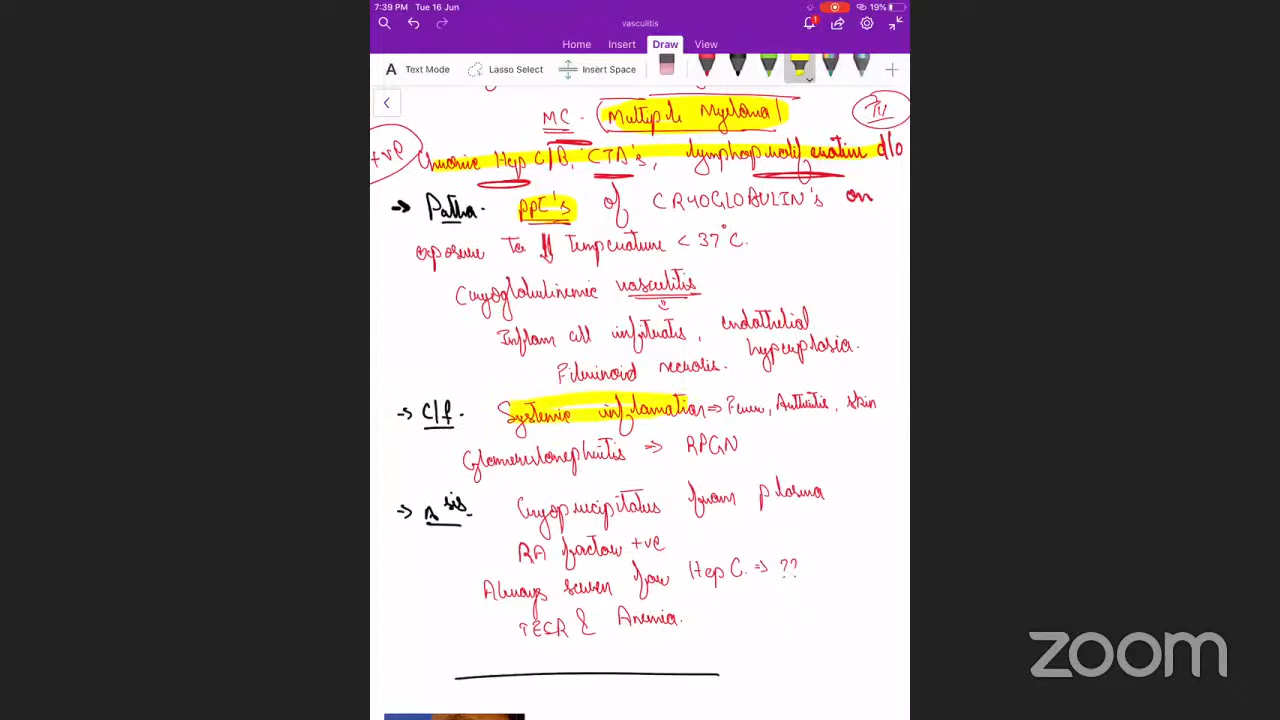 7:39 PM Tue 16 Jun
19%
vasculitis
Home Insert Draw View
A Text Mode Lasso Select Insert Space
MC - Multiple Myeloma
+ve Chronic Hep C/B, CTD's, lymphoproliferative d/o
→ Patho. PPT's of CRYOGLOBULIN's on
exposure to ↓↓ Temperature < 37°C.
Cryoglobulinemic vasculitis
Inflam cell infiltrates, endothelial
hyperplasia.
Fibrinoid necrosis.
→ C/f. Systemic inflamation ⇒ Fever, Arthritis, skin
Glomerulonephritis ⇒ RPGN
→ Δsis. Cryoprecipitates from plasma
RA factor +ve
Always screen for Hep C. ⇒ ??
↑ESR & Anemia.
zoom